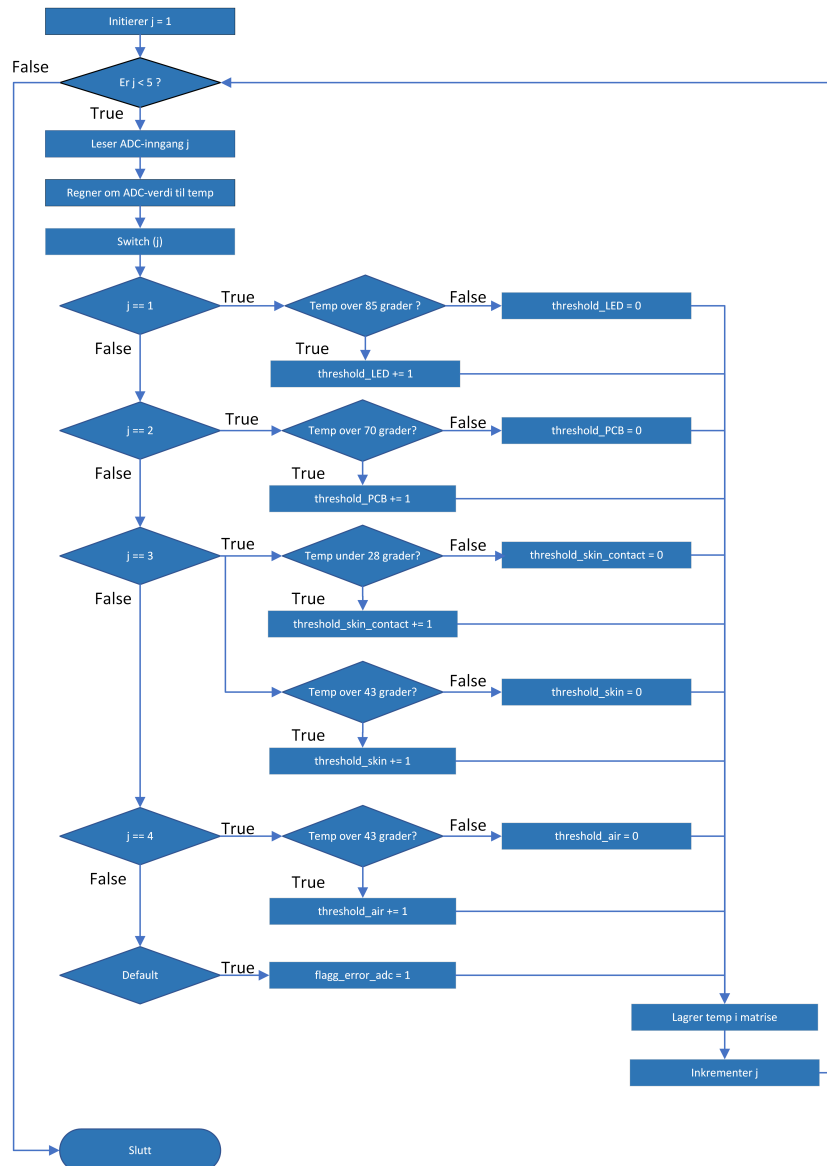 Initierer j = 1
False
Er j < 5 ?
True
Leser ADC-inngang j
Regner om ADC-verdi til temp
Switch (j)
j == 1
True
Temp over 85 grader ?
False
threshold_LED = 0
False
True
threshold_LED += 1
j == 2
True
Temp over 70 grader?
False
threshold_PCB = 0
False
True
threshold_PCB += 1
j == 3
True
Temp under 28 grader?
False
threshold_skin_contact = 0
False
True
threshold_skin_contact += 1
Temp over 43 grader?
False
threshold_skin = 0
True
threshold_skin += 1
j == 4
True
Temp over 43 grader?
False
threshold_air = 0
False
True
threshold_air += 1
Default
True
flagg_error_adc = 1
Lagrer temp i matrise
Inkrementer j
Slutt